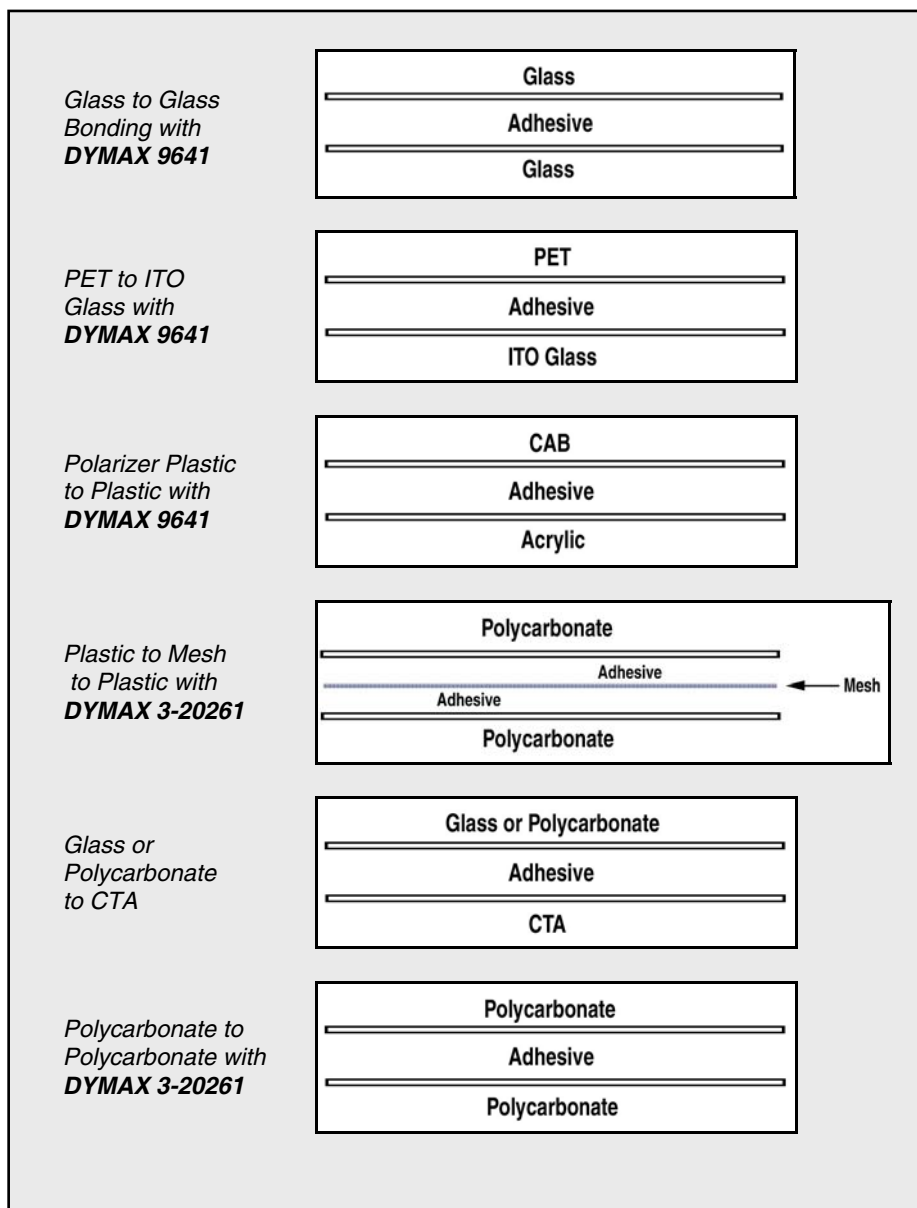 Glass to Glass
Bonding with
DYMAX 9641
Glass
Adhesive
Glass
PET to ITO
Glass with
DYMAX 9641
PET
Adhesive
ITO Glass
Polarizer Plastic
to Plastic with
DYMAX 9641
CAB
Adhesive
Acrylic
Plastic to Mesh
to Plastic with
DYMAX 3-20261
Polycarbonate
Adhesive
Mesh
Adhesive
Polycarbonate
Glass or
Polycarbonate
to CTA
Glass or Polycarbonate
Adhesive
CTA
Polycarbonate to
Polycarbonate with
DYMAX 3-20261
Polycarbonate
Adhesive
Polycarbonate